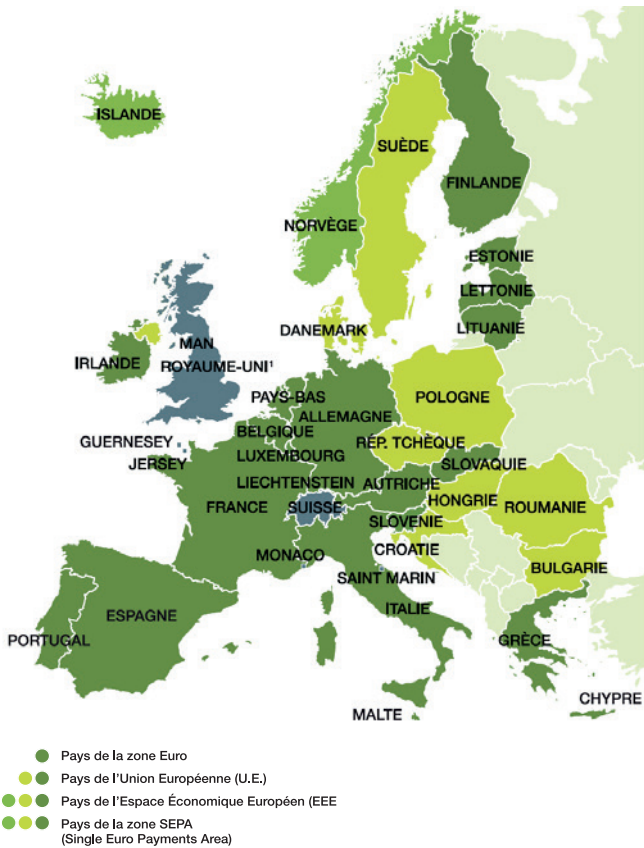 ISLANDE
SUÈDE
FINLANDE
NORVÈGE
ESTONIE
LETTONIE
LITUANIE
DANEMARK
MAN
IRLANDE
ROYAUME-UNI¹
PAYS-BAS
POLOGNE
ALLEMAGNE
BELGIQUE
RÉP. TCHÈQUE
GUERNESEY
LUXEMBOURG
JERSEY
SLOVAQUIE
LIECHTENSTEIN
AUTRICHE
HONGRIE
ROUMANIE
FRANCE
SUISSE
SLOVENIE
CROATIE
MONACO
BULGARIE
SAINT MARIN
ESPAGNE
ITALIE
PORTUGAL
GRÈCE
CHYPRE
MALTE
Pays de la zone Euro
Pays de l'Union Européenne (U.E.)
Pays de l'Espace Économique Européen (EEE
Pays de la zone SEPA
(Single Euro Payments Area)